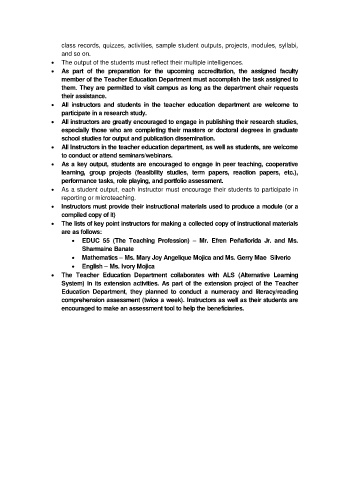 class records, quizzes, activities, sample student outputs, projects, modules, syllabi,
and so on.
• The output of the students must reflect their multiple intelligences.
• As part of the preparation for the upcoming accreditation, the assigned faculty
member of the Teacher Education Department must accomplish the task assigned to
them. They are permitted to visit campus as long as the department chair requests
their assistance.
• All instructors and students in the teacher education department are welcome to
participate in a research study.
• All instructors are greatly encouraged to engage in publishing their research studies,
especially those who are completing their masters or doctoral degrees in graduate
school studies for output and publication dissemination.
• All Instructors in the teacher education department, as well as students, are welcome
to conduct or attend seminars/webinars.
• As a key output, students are encouraged to engage in peer teaching, cooperative
learning, group projects (feasibility studies, term papers, reaction papers, etc.),
performance tasks, role playing, and portfolio assessment.
• As a student output, each instructor must encourage their students to participate in
reporting or microteaching.
• Instructors must provide their instructional materials used to produce a module (or a
compiled copy of it)
• The lists of key point instructors for making a collected copy of instructional materials
are as follows:
• EDUC 55 (The Teaching Profession) – Mr. Efren Peñaflorida Jr. and Ms.
Sharmaine Banate
• Mathematics – Ms. Mary Joy Angelique Mojica and Ms. Gerry Mae Silverio
• English – Ms. Ivory Mojica
• The Teacher Education Department collaborates with ALS (Alternative Learning
System) in its extension activities. As part of the extension project of the Teacher
Education Department, they planned to conduct a numeracy and literacy/reading
comprehension assessment (twice a week). Instructors as well as their students are
encouraged to make an assessment tool to help the beneficiaries.